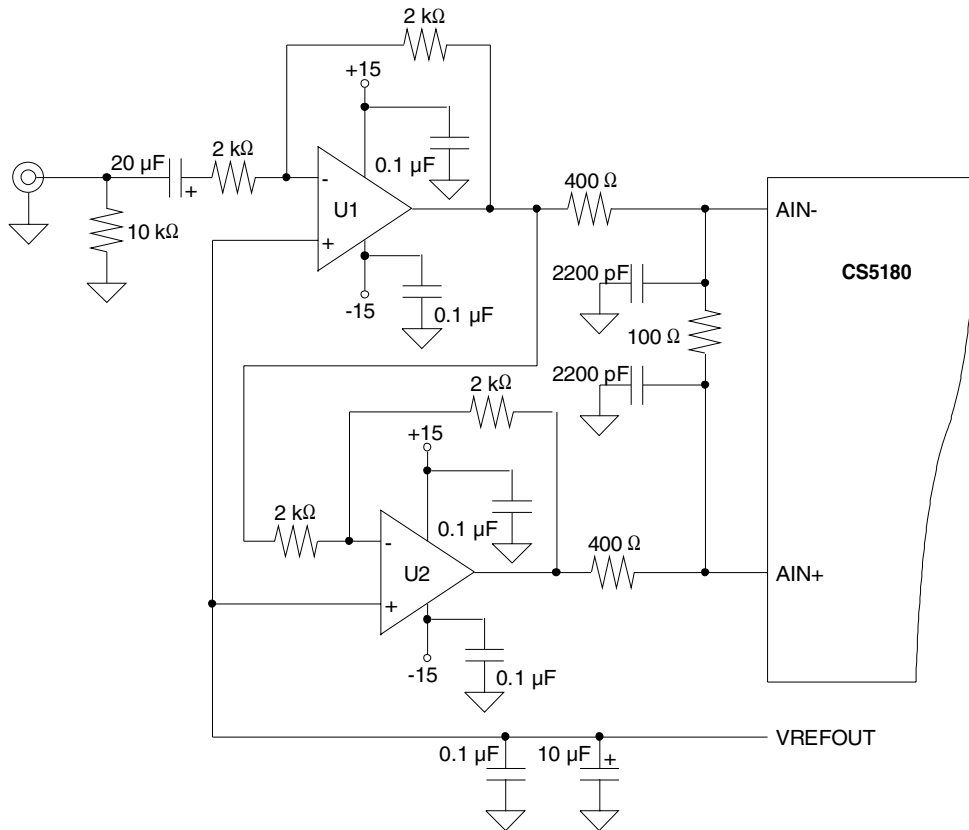 2 kΩ
+15
20 µF
+
2 kΩ
0.1 µF
-
U1
+
10 kΩ
-15
0.1 µF
400 Ω
AIN-
CS5180
2200 pF
100 Ω
2200 pF
2 kΩ
+15
2 kΩ
0.1 µF
-
U2
+
400 Ω
AIN+
-15
0.1 µF
VREFOUT
0.1 µF
10 µF
+